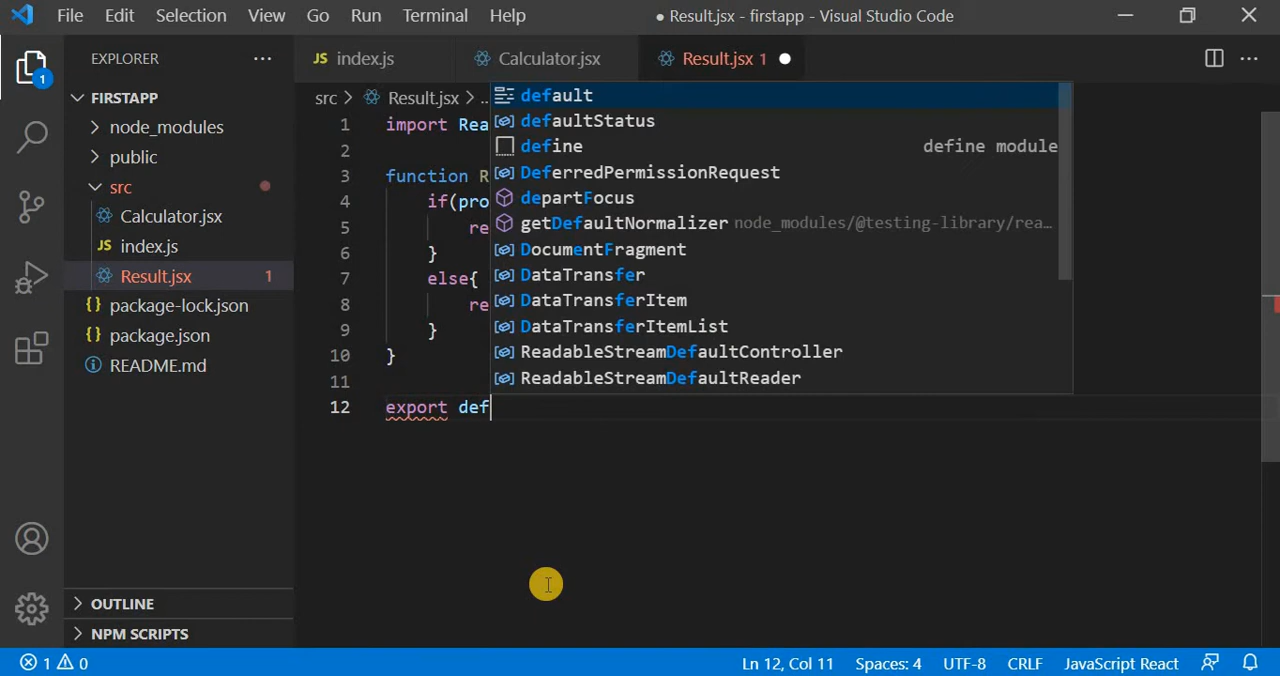 File Edit Selection View Go Run Terminal Help ● Result.jsx - firstapp - Visual Studio Code
EXPLORER ···
JS index.js Calculator.jsx Result.jsx 1
1
FIRSTAPP
node_modules
public
src
Calculator.jsx
JS index.js
Result.jsx 1
{} package-lock.json
{} package.json
README.md
OUTLINE
NPM SCRIPTS
src > Result.jsx > ..
1 import Rea
2
3 function R
4 if(pro
5 re
6 }
7 else{
8 re
9 }
10 }
11
12 export def
default
defaultStatus
define define module
DeferredPermissionRequest
departFocus
getDefaultNormalizer node_modules/@testing-library/rea…
DocumentFragment
DataTransfer
DataTransferItem
DataTransferItemList
ReadableStreamDefaultController
ReadableStreamDefaultReader
1 0 Ln 12, Col 11 Spaces: 4 UTF-8 CRLF JavaScript React